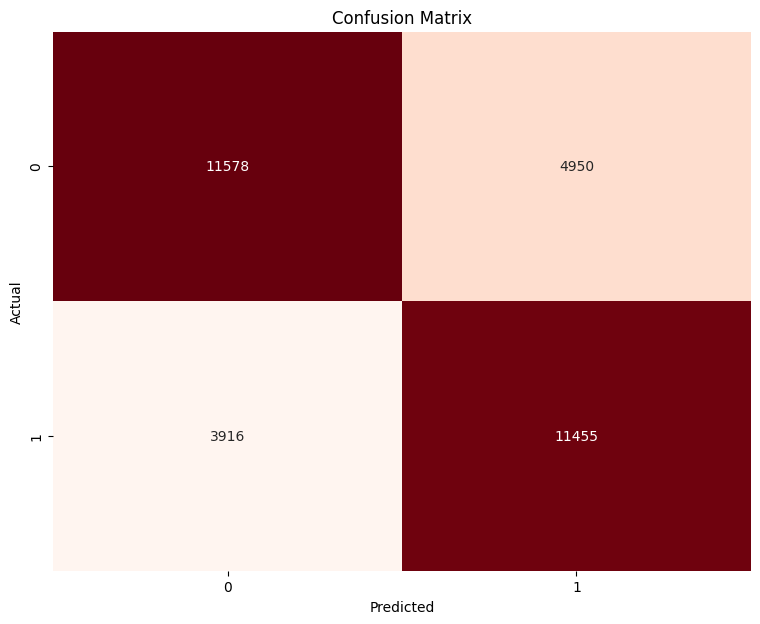 Confusion Matrix
11578 4950
0
Actual
3916 11455
1
0 1
Predicted